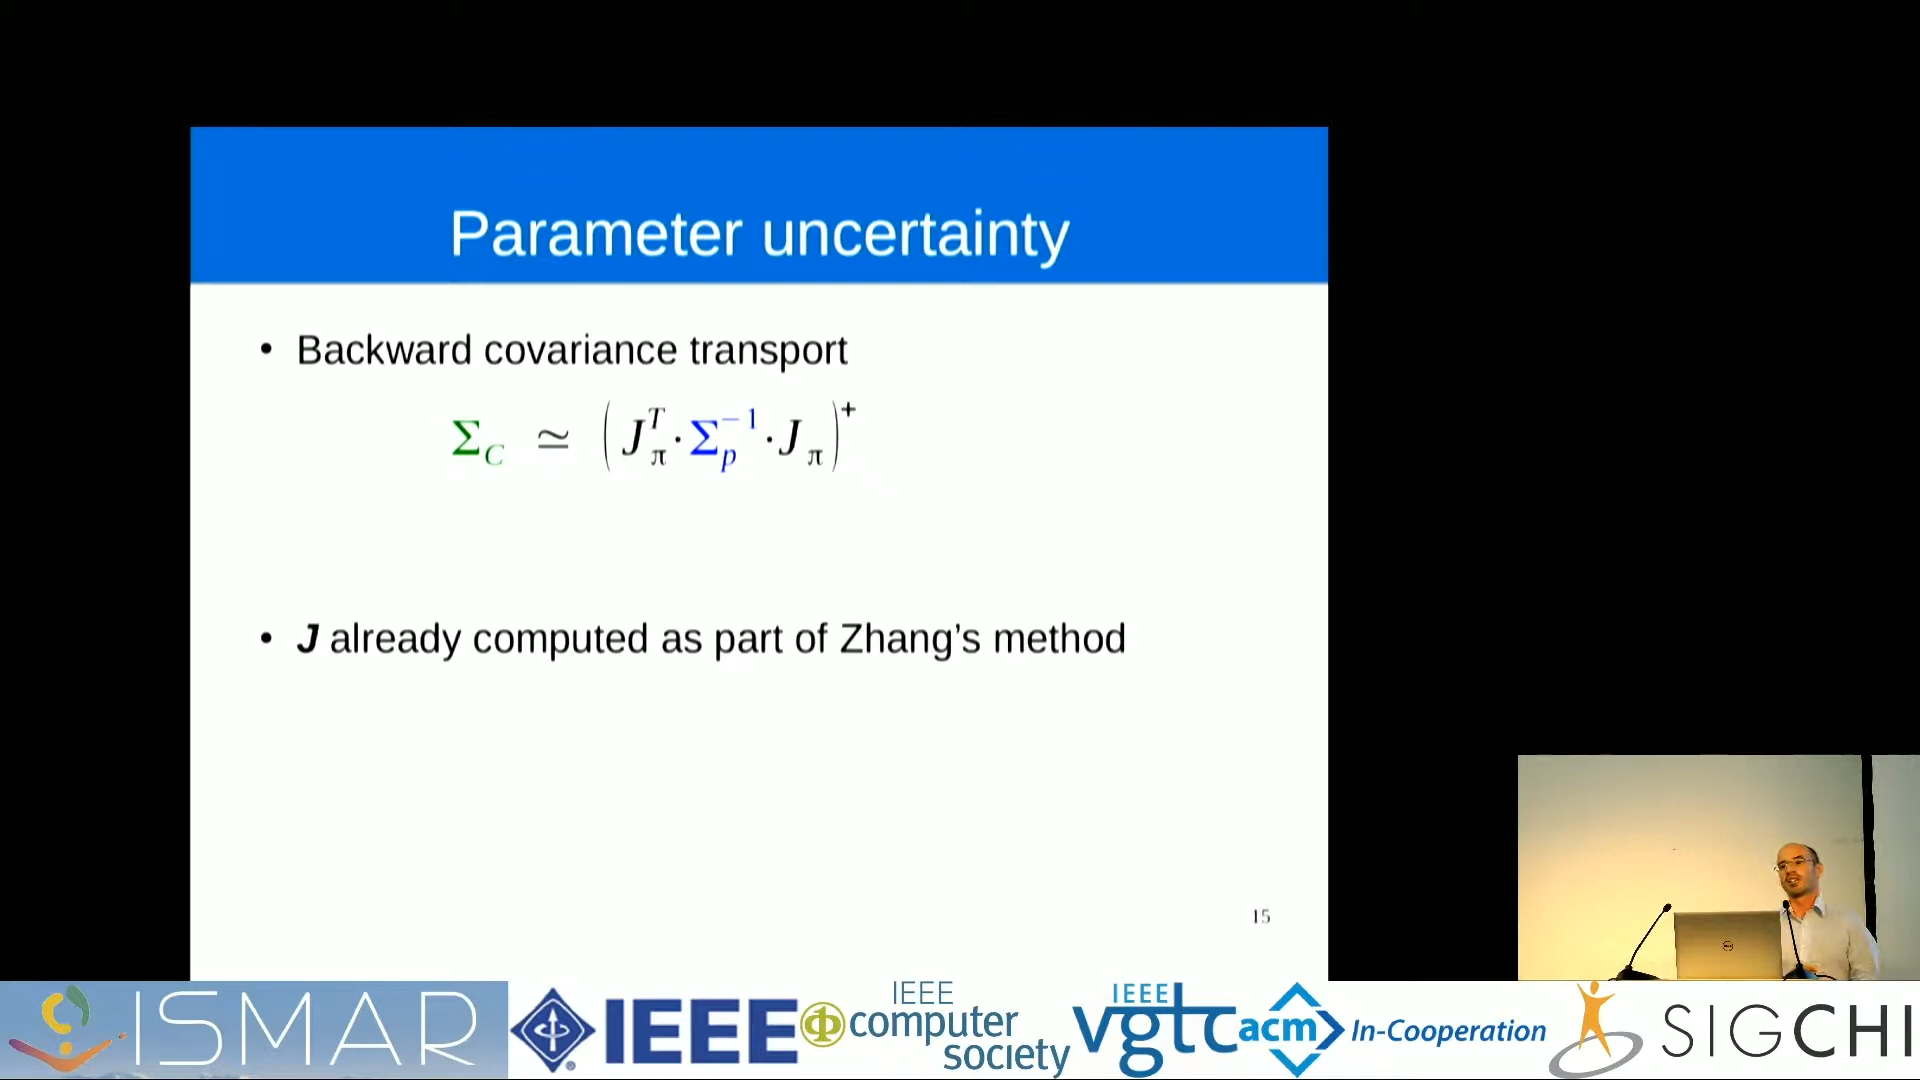 Parameter uncertainty
• Backward covariance transport
Σ_C ≃ (J_π^T · Σ_p^{-1} · J_π)^+
• J already computed as part of Zhang’s method
15
ISMAR
IEEE
IEEE
computer
society
IEEE
vgtc
acm
In-Cooperation
SIGCHI